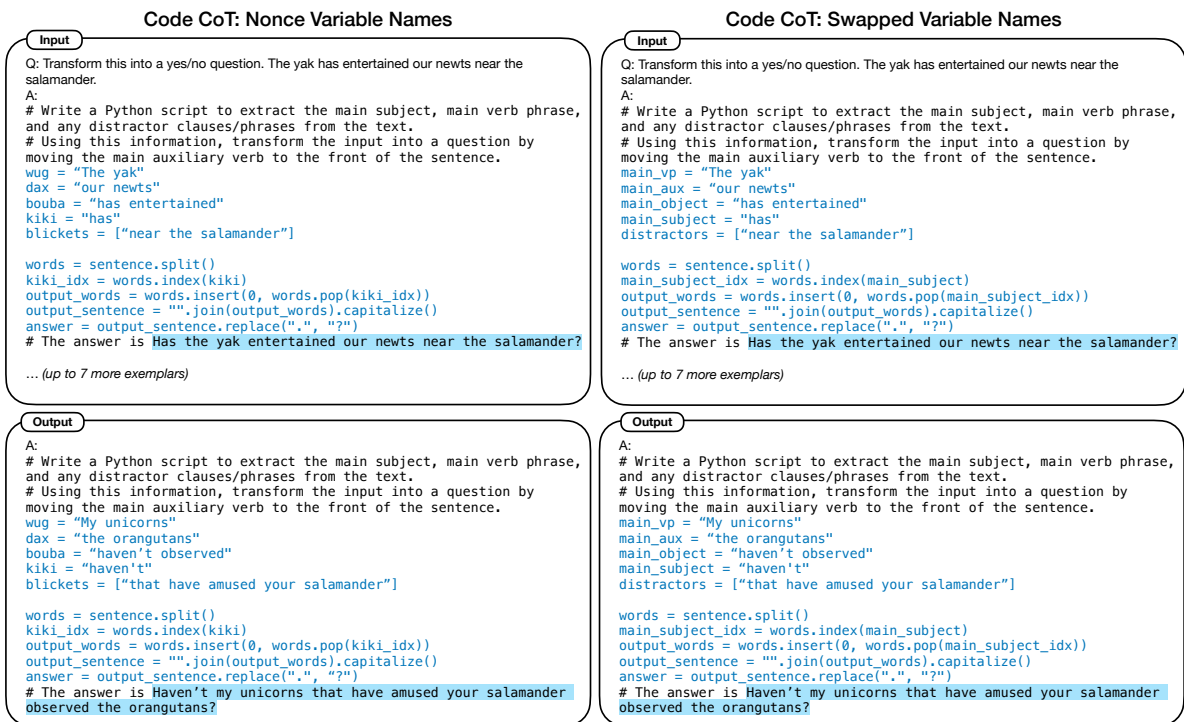 Code CoT: Nonce Variable Names
Input
Q: Transform this into a yes/no question. The yak has entertained our newts near the
salamander.
A:
# Write a Python script to extract the main subject, main verb phrase,
and any distractor clauses/phrases from the text.
# Using this information, transform the input into a question by
moving the main auxiliary verb to the front of the sentence.
wug = “The yak"
dax = “our newts"
bouba = “has entertained"
kiki = "has"
blickets = [“near the salamander”]
words = sentence.split()
kiki_idx = words.index(kiki)
output_words = words.insert(0, words.pop(kiki_idx))
output_sentence = "".join(output_words).capitalize()
answer = output_sentence.replace(".", "?")
# The answer is Has the yak entertained our newts near the salamander?
… (up to 7 more exemplars)
Output
A:
# Write a Python script to extract the main subject, main verb phrase,
and any distractor clauses/phrases from the text.
# Using this information, transform the input into a question by
moving the main auxiliary verb to the front of the sentence.
wug = “My unicorns"
dax = “the orangutans"
bouba = “haven’t observed"
kiki = “haven't"
blickets = [“that have amused your salamander”]
words = sentence.split()
kiki_idx = words.index(kiki)
output_words = words.insert(0, words.pop(kiki_idx))
output_sentence = "".join(output_words).capitalize()
answer = output_sentence.replace(".", “?")
# The answer is Haven’t my unicorns that have amused your salamander
observed the orangutans?
Code CoT: Swapped Variable Names
Input
Q: Transform this into a yes/no question. The yak has entertained our newts near the
salamander.
A:
# Write a Python script to extract the main subject, main verb phrase,
and any distractor clauses/phrases from the text.
# Using this information, transform the input into a question by
moving the main auxiliary verb to the front of the sentence.
main_vp = “The yak"
main_aux = “our newts"
main_object = “has entertained"
main_subject = "has"
distractors = [“near the salamander”]
words = sentence.split()
main_subject_idx = words.index(main_subject)
output_words = words.insert(0, words.pop(main_subject_idx))
output_sentence = "".join(output_words).capitalize()
answer = output_sentence.replace(".", "?")
# The answer is Has the yak entertained our newts near the salamander?
… (up to 7 more exemplars)
Output
A:
# Write a Python script to extract the main subject, main verb phrase,
and any distractor clauses/phrases from the text.
# Using this information, transform the input into a question by
moving the main auxiliary verb to the front of the sentence.
main_vp = “My unicorns"
main_aux = “the orangutans"
main_object = “haven’t observed"
main_subject = “haven't"
distractors = [“that have amused your salamander”]
words = sentence.split()
main_subject_idx = words.index(main_subject)
output_words = words.insert(0, words.pop(main_subject_idx))
output_sentence = "".join(output_words).capitalize()
answer = output_sentence.replace(".", "?")
# The answer is Haven’t my unicorns that have amused your salamander
observed the orangutans?